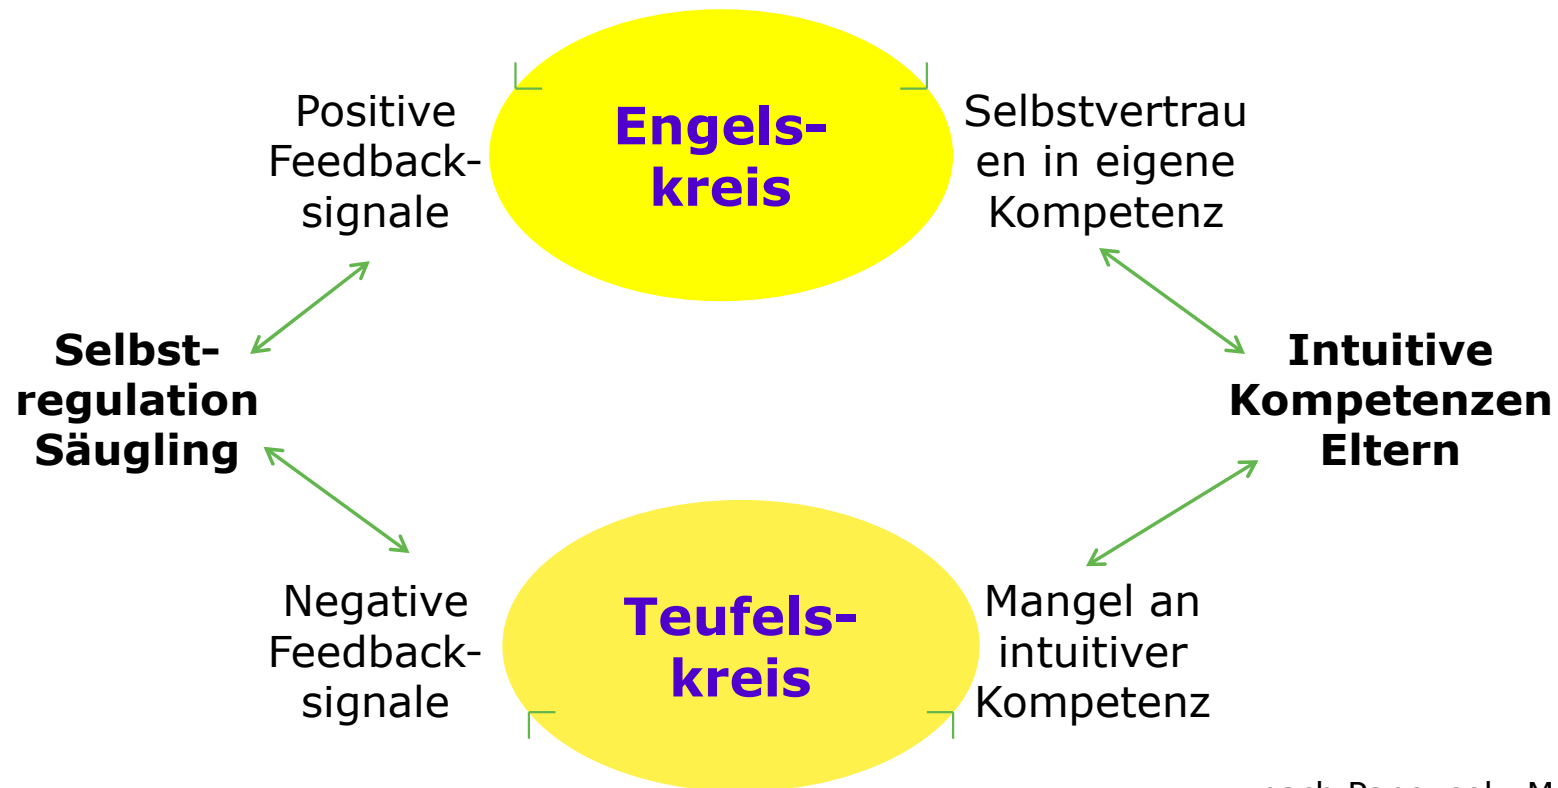 Positive
Feedback-
signale
Engels-
kreis
Selbstvertrau
en in eigene
Kompetenz
Selbst-
regulation
Säugling
Intuitive
Kompetenzen
Eltern
Negative
Feedback-
signale
Teufels-
kreis
Mangel an
intuitiver
Kompetenz